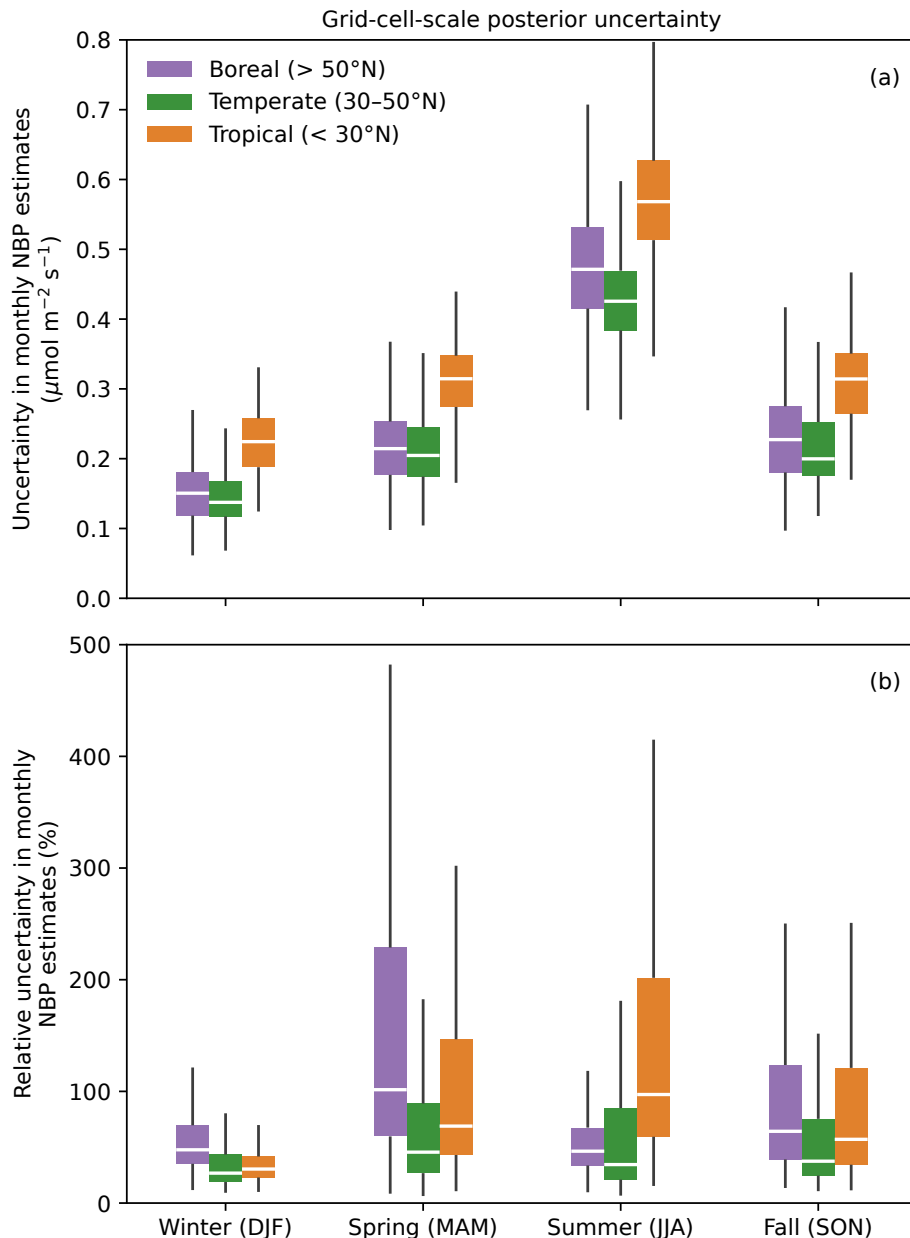 Grid-cell-scale posterior uncertainty
(a)
Boreal (> 50°N)
Temperate (30–50°N)
Tropical (< 30°N)
Uncertainty in monthly NBP estimates
(μmol m⁻² s⁻¹)
0.8
0.7
0.6
0.5
0.4
0.3
0.2
0.1
0.0
(b)
Relative uncertainty in monthly
NBP estimates (%)
500
400
300
200
100
0
Winter (DJF)
Spring (MAM)
Summer (JJA)
Fall (SON)